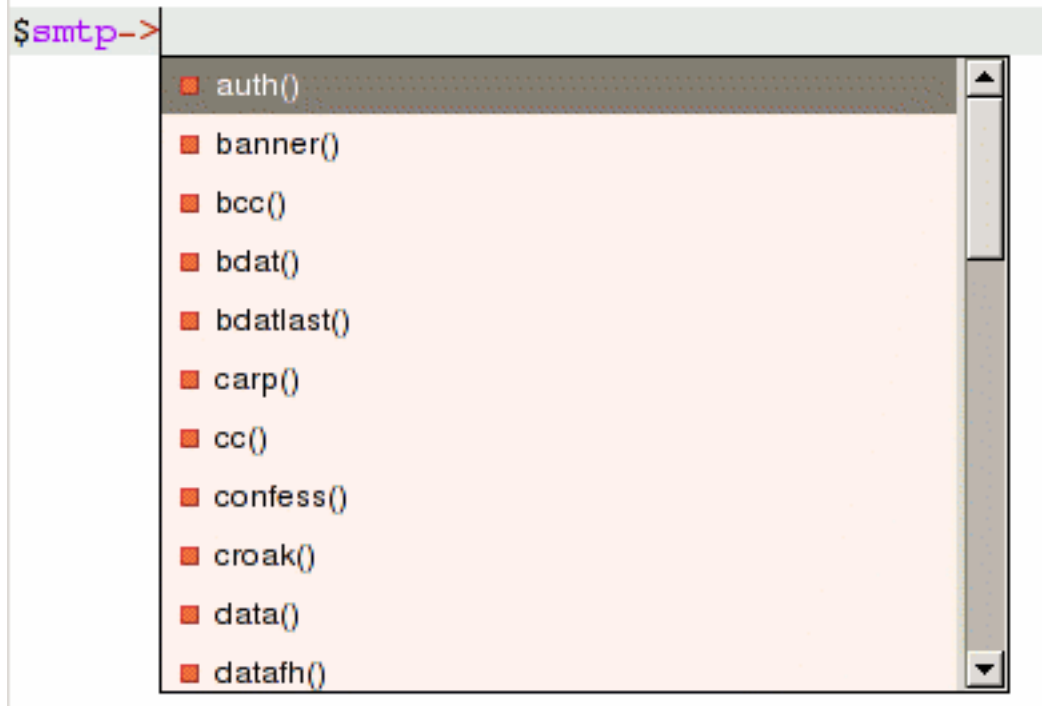 $smtp->
auth()
banner()
bcc()
bdat()
bdatlast()
carp()
cc()
confess()
croak()
data()
datafh()